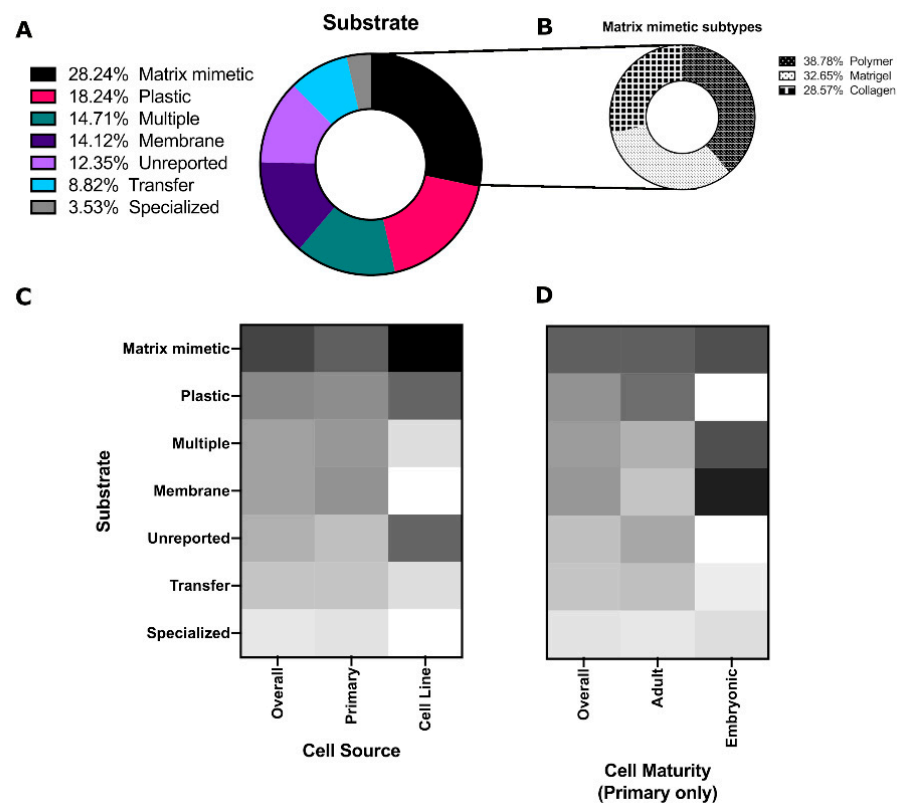 A
Substrate
28.24% Matrix mimetic
18.24% Plastic
14.71% Multiple
14.12% Membrane
12.35% Unreported
8.82% Transfer
3.53% Specialized
B
Matrix mimetic subtypes
38.78% Polymer
32.65% Matrigel
28.57% Collagen
C
Substrate
Matrix mimetic
Plastic
Multiple
Membrane
Unreported
Transfer
Specialized
Overall
Primary
Cell Line
Cell Source
D
Overall
Adult
Embryonic
Cell Maturity
(Primary only)